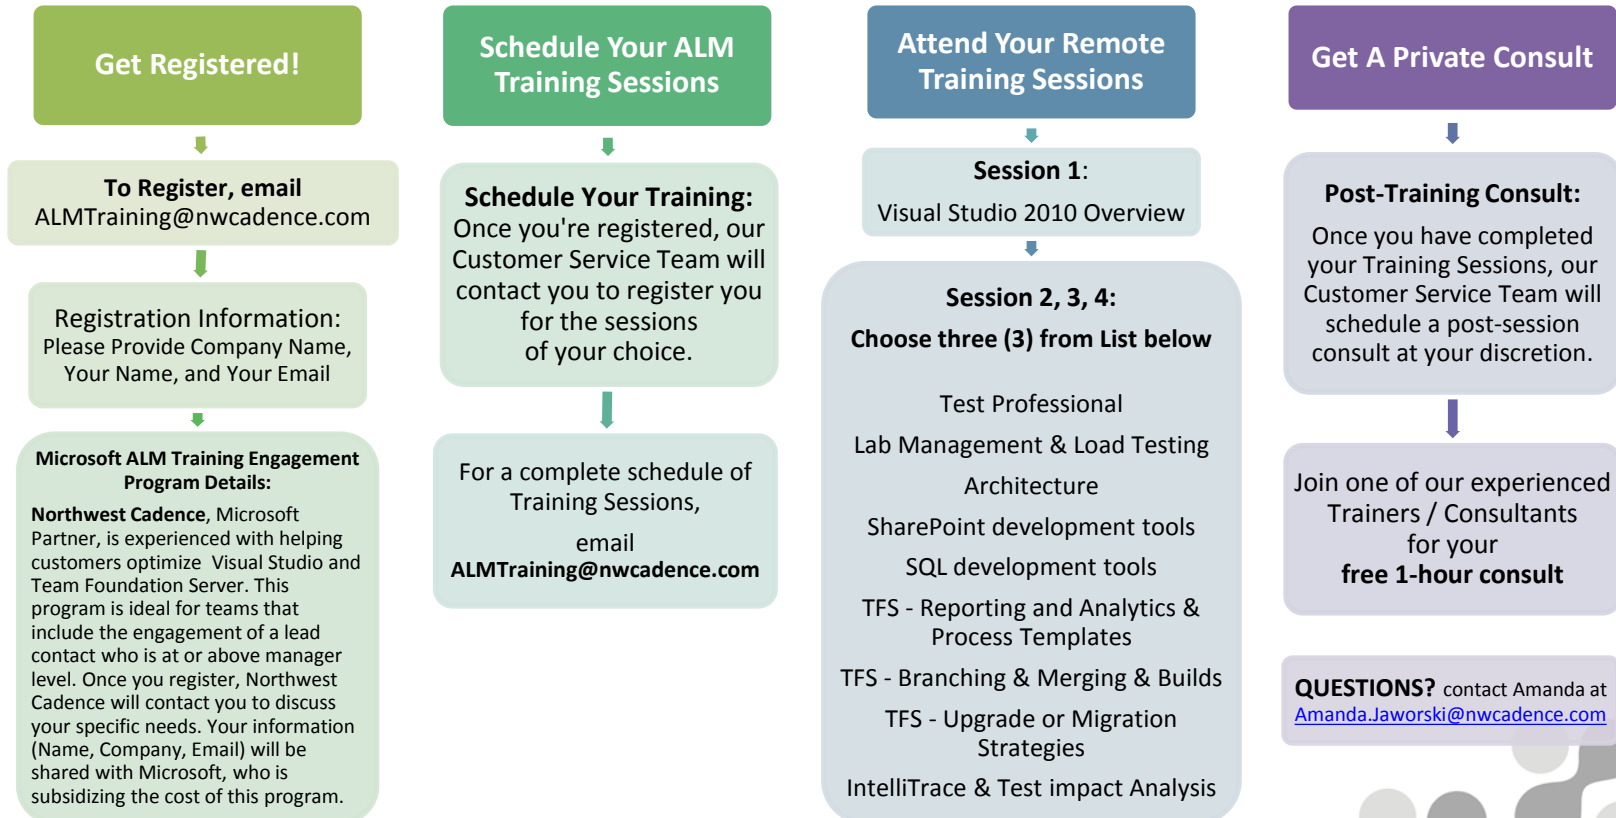 Get Registered!
To Register, email
ALMTraining@nwcadence.com
Registration Information:
Please Provide Company Name,
Your Name, and Your Email
Microsoft ALM Training Engagement
Program Details:
Northwest Cadence, Microsoft
Partner, is experienced with helping
customers optimize Visual Studio and
Team Foundation Server. This
program is ideal for teams that
include the engagement of a lead
contact who is at or above manager
level. Once you register, Northwest
Cadence will contact you to discuss
your specific needs. Your information
(Name, Company, Email) will be
shared with Microsoft, who is
subsidizing the cost of this program.
Schedule Your ALM
Training Sessions
Schedule Your Training:
Once you're registered, our
Customer Service Team will
contact you to register you
for the sessions
of your choice.
For a complete schedule of
Training Sessions,
email
ALMTraining@nwcadence.com
Attend Your Remote
Training Sessions
Session 1:
Visual Studio 2010 Overview
Session 2, 3, 4:
Choose three (3) from List below
Test Professional
Lab Management & Load Testing
Architecture
SharePoint development tools
SQL development tools
TFS - Reporting and Analytics &
Process Templates
TFS - Branching & Merging & Builds
TFS - Upgrade or Migration
Strategies
IntelliTrace & Test impact Analysis
Get A Private Consult
Post-Training Consult:
Once you have completed
your Training Sessions, our
Customer Service Team will
schedule a post-session
consult at your discretion.
Join one of our experienced
Trainers / Consultants
for your
free 1-hour consult
QUESTIONS? contact Amanda at
Amanda.Jaworski@nwcadence.com